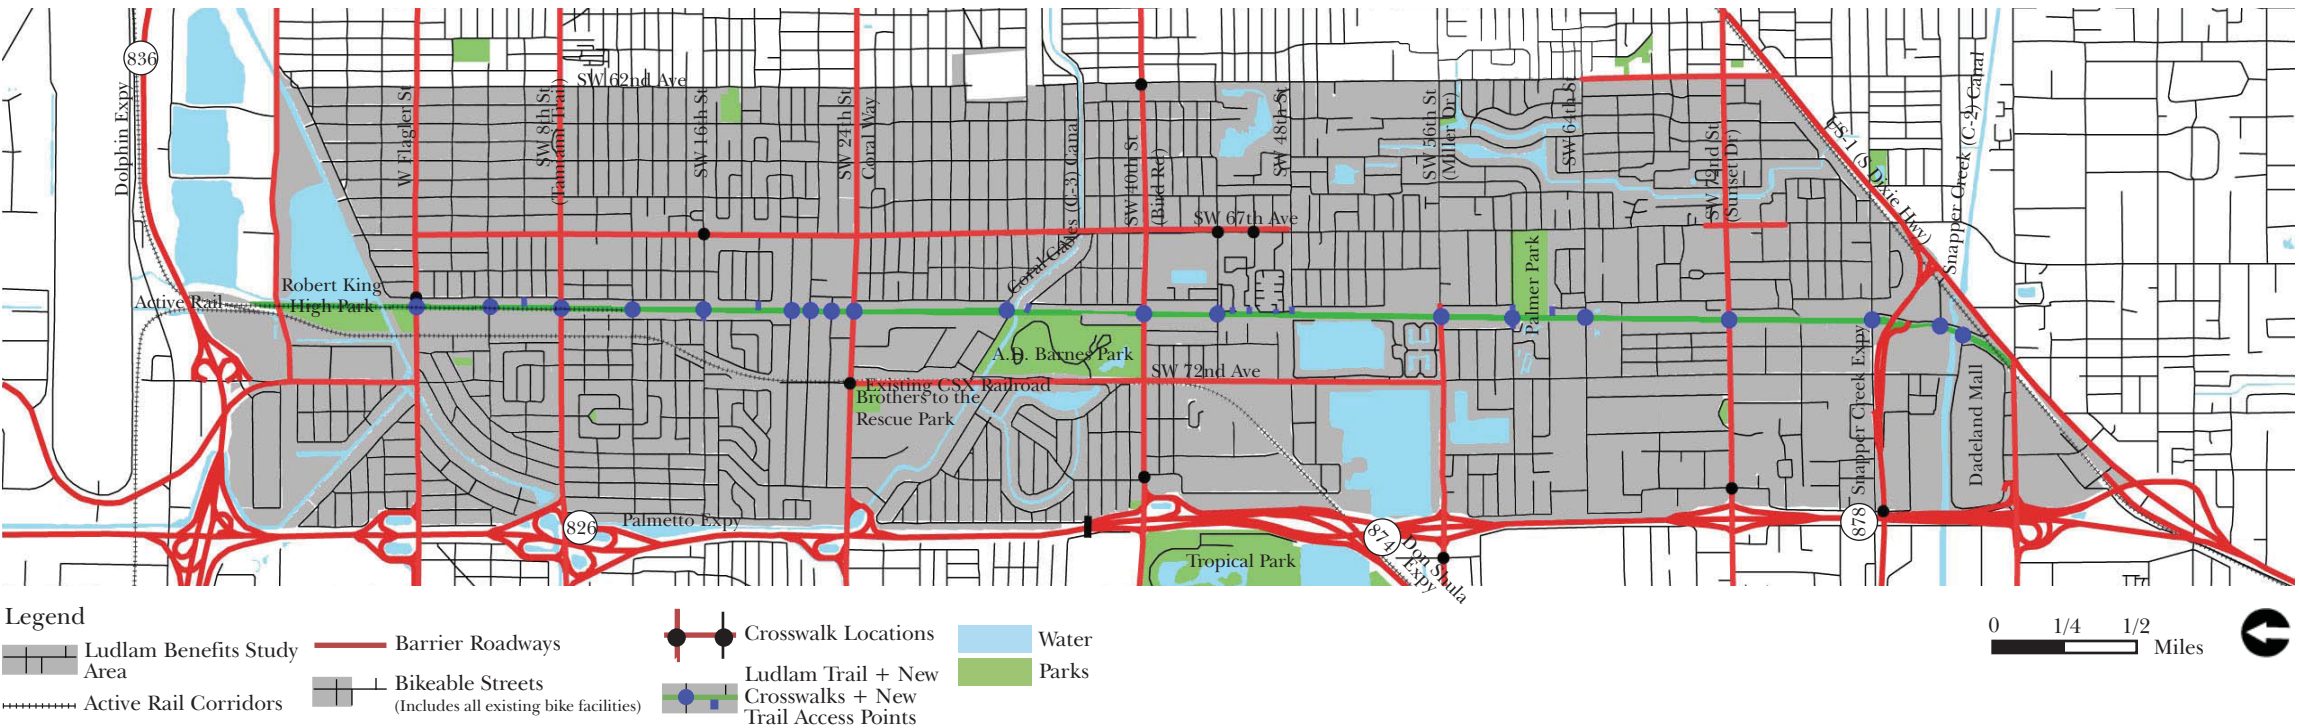 836
Dolphin Expy
SW 62nd Ave
W Flagler St
SW 8th St
(Tamiami Trail)
SW 16th St
SW 24th St
Coral Way
Coral Gables (C-3) Canal
SW 40th St
(Bird Rd)
SW 48th St
SW 56th St
(Miller Dr)
SW 64th St
SW 72nd St
(Sunset Dr)
US-1 (S Dixie Hwy)
Snapper Creek (C-2) Canal
SW 67th Ave
Palmer Park
Active Rail
Robert King
High Park
A.D. Barnes Park
SW 72nd Ave
Existing CSX Railroad
Brothers to the
Rescue Park
Snapper Creek Expy
Dadeland Mall
826
Palmetto Expy
Tropical Park
874
Don Shula
Expy
878
Legend
Ludlam Benefits Study
Area
Active Rail Corridors
Barrier Roadways
Bikeable Streets
(Includes all existing bike facilities)
Crosswalk Locations
Ludlam Trail + New
Crosswalks + New
Trail Access Points
Water
Parks
0 1/4 1/2
Miles